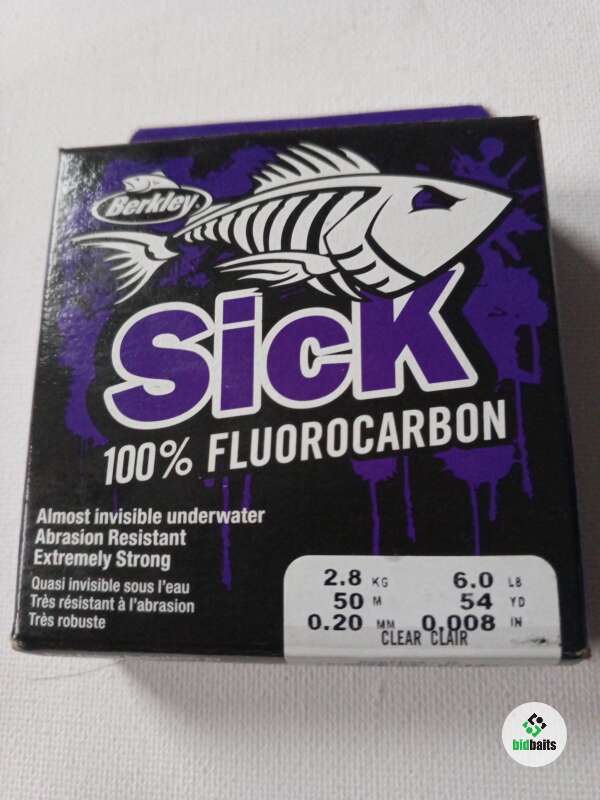 Berkley
SicK
100% FLUOROCARBON
Almost invisible underwater
Abrasion Resistant
Extremely Strong
Quasi invisible sous l'eau
Très résistant à l'abrasion
Très robuste
2.8 KG 6.0 LB
50 M 54 YD
0.20 MM 0.008 IN
CLEAR CLAIR
bidbaits